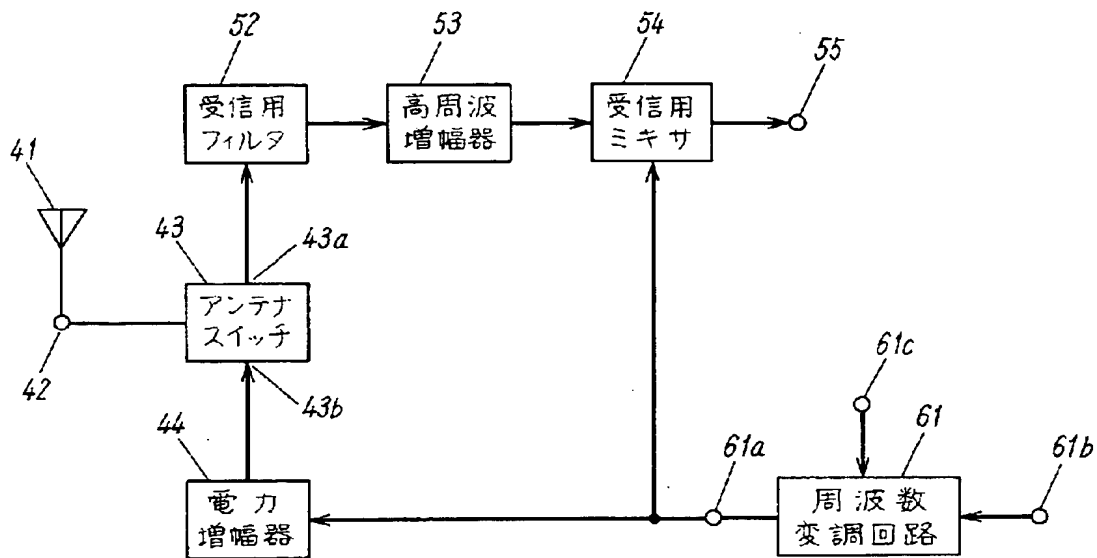 52
53
54
55
受信用
フィルタ
高周波
増幅器
受信用
ミキサ
41
43
43a
アンテナ
スイッチ
42
43b
61c
44
61a
61
61b
電力
増幅器
周波数
変調回路